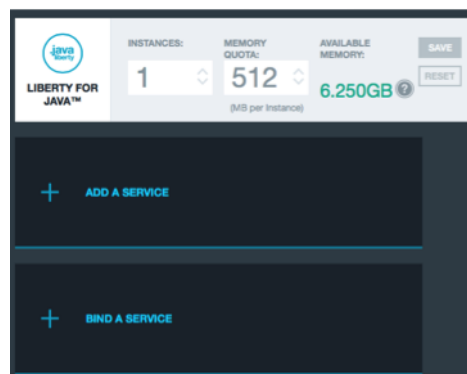 java
liberty
LIBERTY FOR
JAVA™
INSTANCES:
1
MEMORY
QUOTA:
512
(MB per Instance)
AVAILABLE
MEMORY:
6.250GB ?
SAVE
RESET
+ ADD A SERVICE
+ BIND A SERVICE